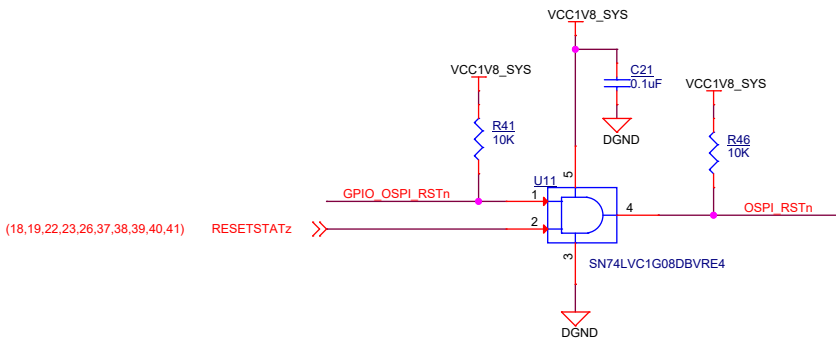 VCC1V8_SYS
VCC1V8_SYS
C21
0.1uF
VCC1V8_SYS
R41
10K
DGND
R46
10K
5
U11
GPIO_OSPI_RSTn
1
4
OSPI_RSTn
(18,19,22,23,26,37,38,39,40,41)
RESETSTATz
2
3
SN74LVC1G08DBVRE4
DGND